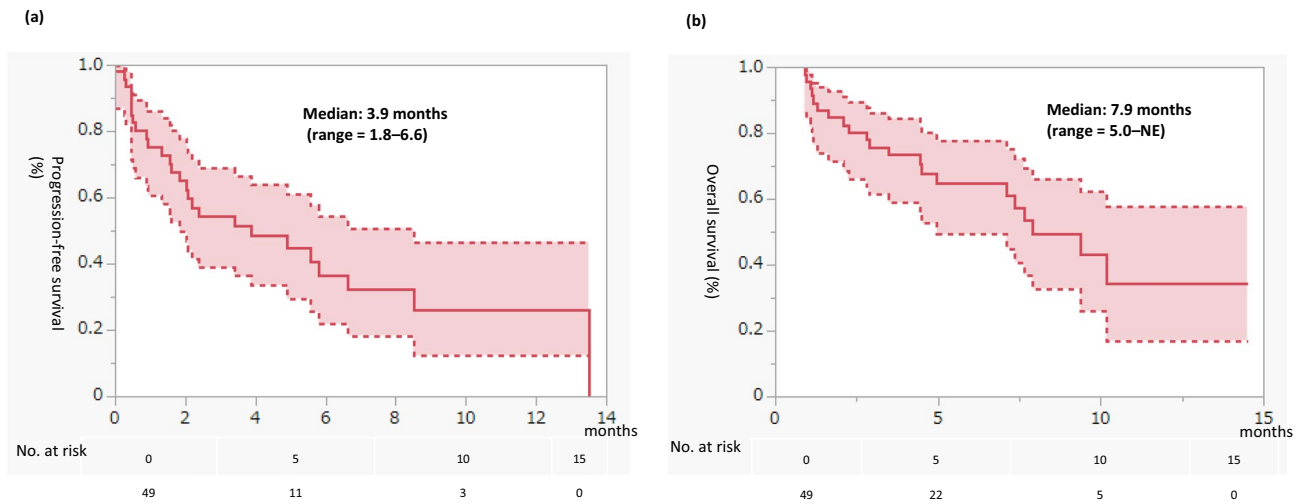 (a)
Progression-free survival
(%)
1.0
0.8
0.6
0.4
0.2
0
Median: 3.9 months
(range = 1.8–6.6)
0 2 4 6 8 10 12 14
months
No. at risk
0 5 10 15
49 11 3 0
(b)
Overall survival (%)
1.0
0.8
0.6
0.4
0.2
0
Median: 7.9 months
(range = 5.0–NE)
0 5 10 15
months
No. at risk
0 5 10 15
49 22 5 0